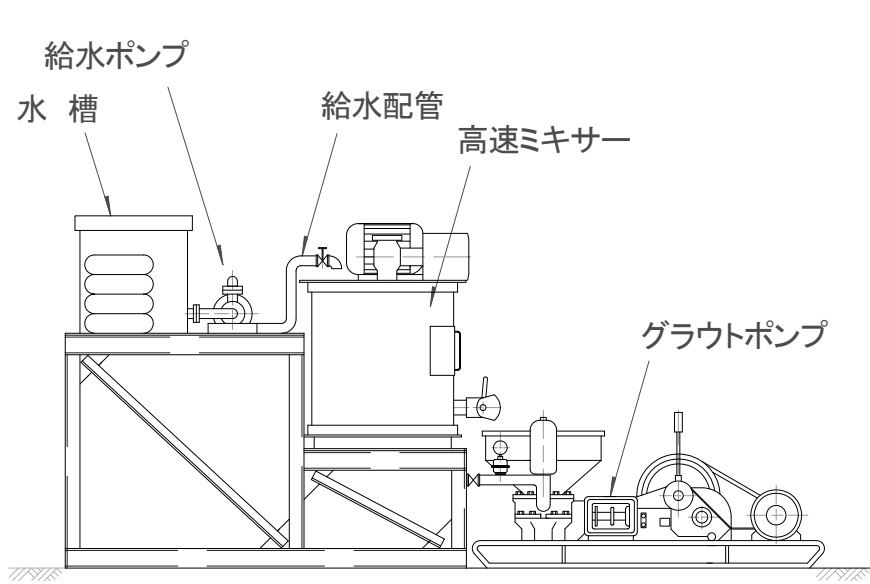 給水ポンプ
水 槽
給水配管
高速ミキサー
グラウトポンプ